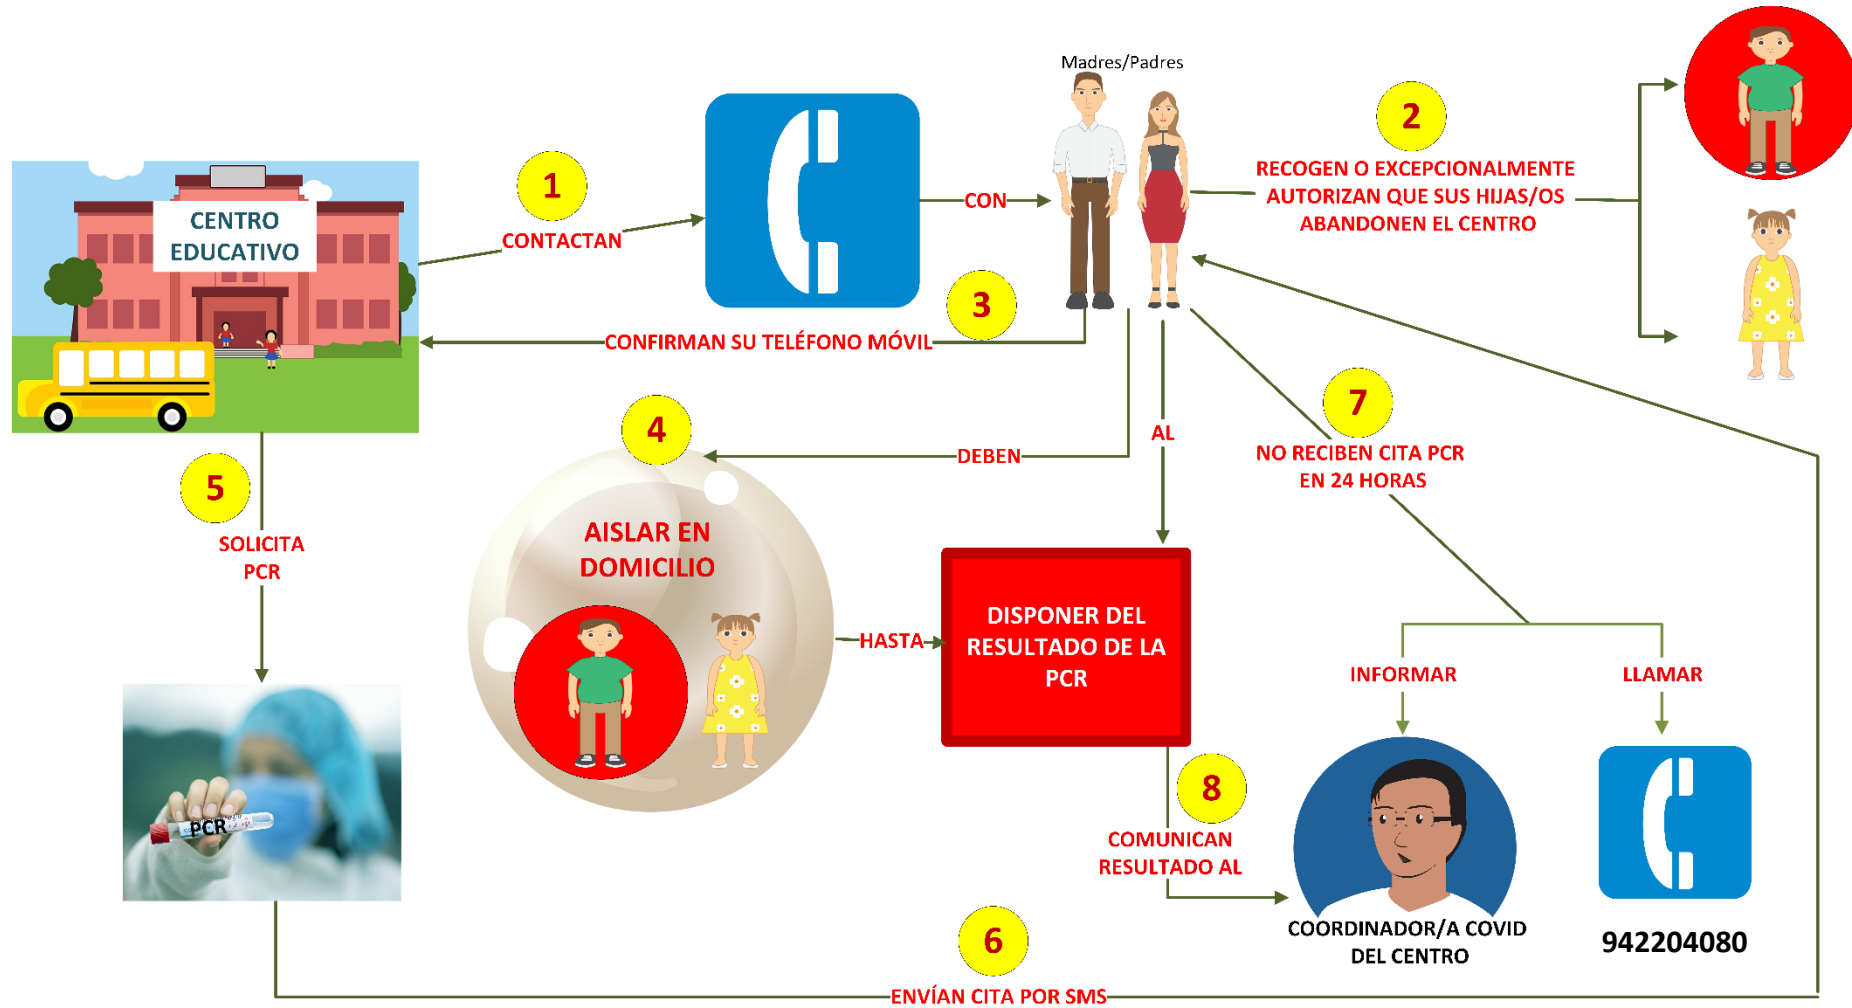 Madres/Padres
CENTRO
EDUCATIVO
1
CONTACTAN
CON
2
RECOGEN O EXCEPCIONALMENTE
AUTORIZAN QUE SUS HIJAS/OS
ABANDONEN EL CENTRO
3
CONFIRMAN SU TELÉFONO MÓVIL
4
DEBEN
AISLAR EN
DOMICILIO
HASTA
AL
DISPONER DEL
RESULTADO DE LA
PCR
5
SOLICITA
PCR
PCR
6
ENVÍAN CITA POR SMS
7
NO RECIBEN CITA PCR
EN 24 HORAS
INFORMAR
LLAMAR
8
COMUNICAN
RESULTADO AL
COORDINADOR/A COVID
DEL CENTRO
942204080